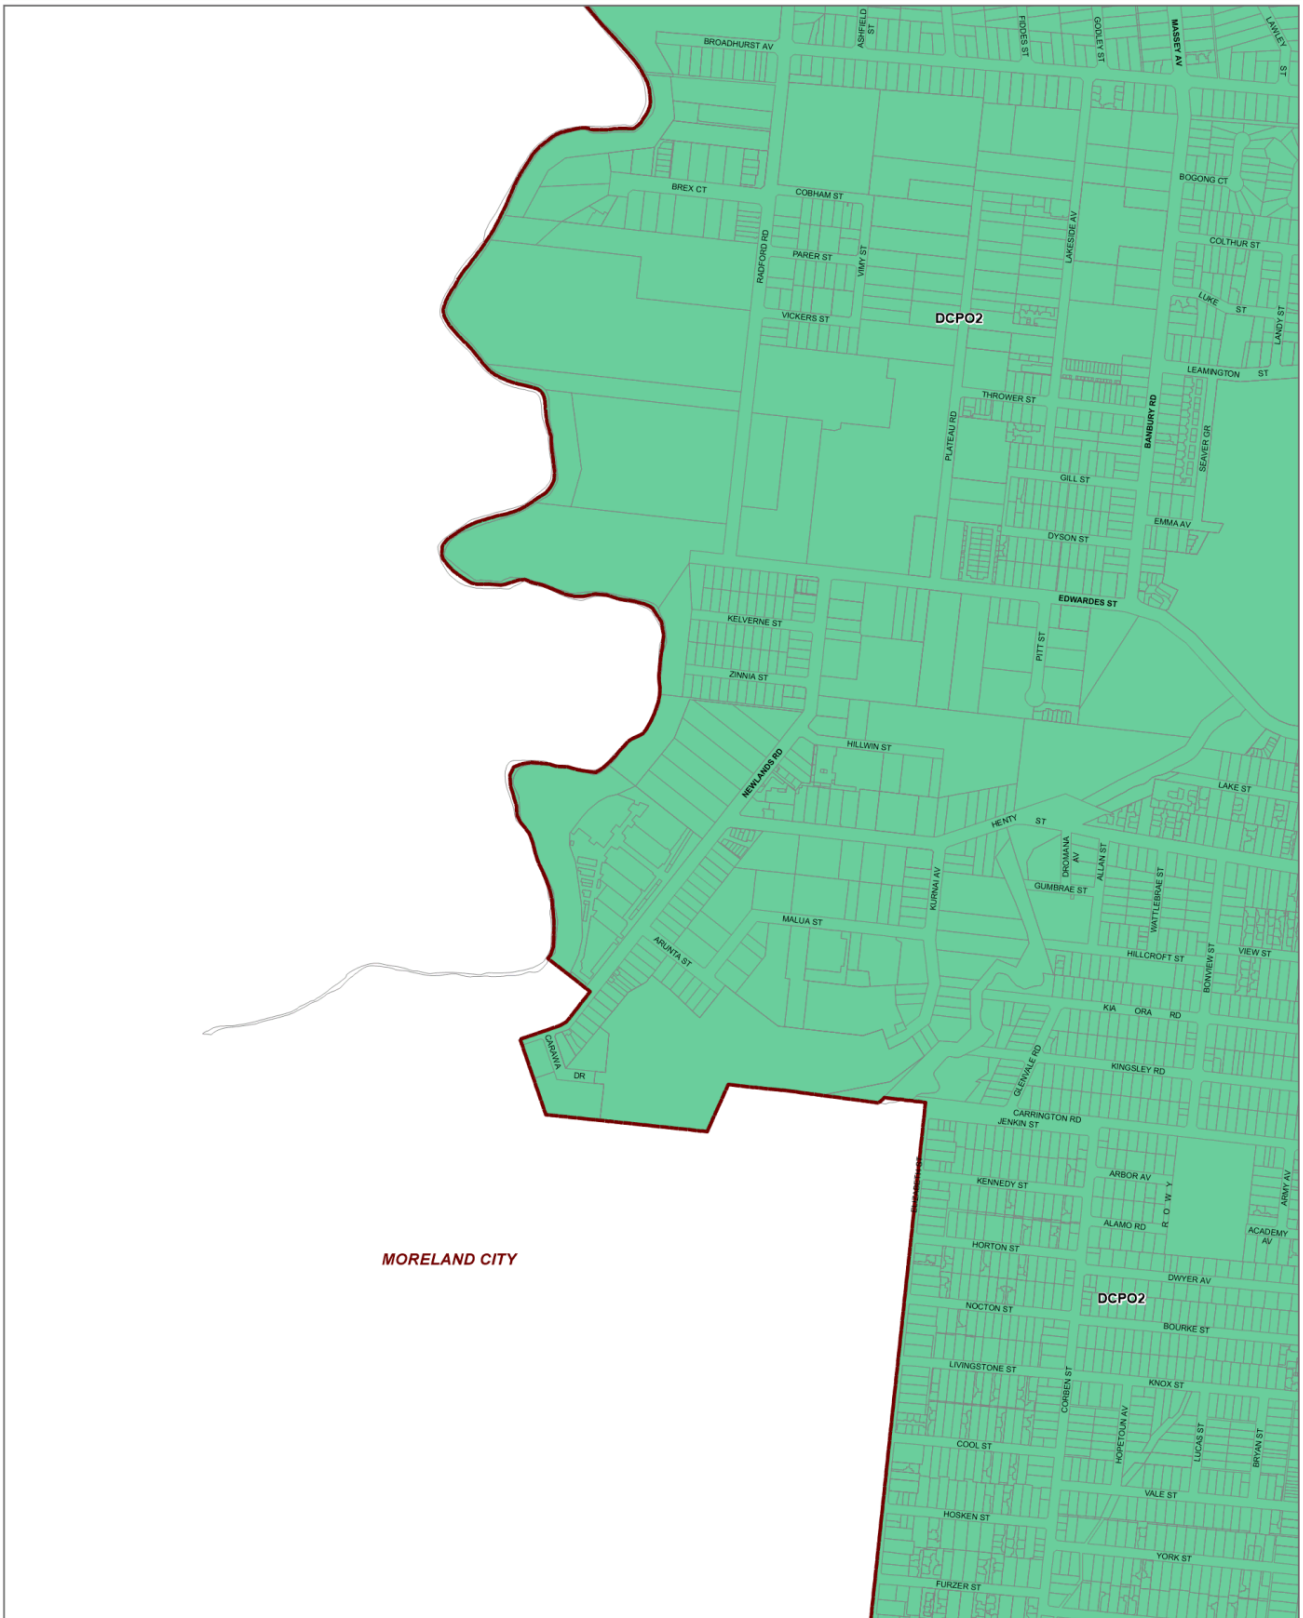 ASHFIELD
ST
FIDDES ST
GODLEY ST
MASSEY AV
LAWLEY
ST
BROADHURST AV
BREX CT
COBHAM ST
BOGONG CT
RADFORD RD
PARER ST
VIMY ST
LAKESIDE AV
COLTHUR ST
VICKERS ST
DCPO2
LUKE
ST
LANDY ST
LEAMINGTON
ST
THROWER ST
PLATEAU RD
BANBURY RD
SEAVER GR
GILL ST
EMMA AV
DYSON ST
EDWARDES ST
KELVERNE ST
PITT ST
ZINNIA ST
NEWLANDS RD
HILLWIN ST
LAKE ST
HENTY
ST
DROMANA
AV
ALLAN ST
KURNAI AV
GUMBRAE ST
WATTLEBRAE ST
MALUA ST
ARUNTA ST
HILLCROFT ST
BONVIEW ST
VIEW ST
KIA
ORA
RD
CARAWA
DR
GLENVALE RD
KINGSLEY RD
CARRINGTON RD
JENKIN ST
ELIZABETH ST
KENNEDY ST
ARBOR AV
ROWY
ARMY AV
ALAMO RD
ACADEMY
AV
HORTON ST
MORELAND CITY
DWYER AV
DCPO2
NOCTON ST
BOURKE ST
LIVINGSTONE ST
CORBEN ST
KNOX ST
HOPETOUN AV
LUCAS ST
BRYAN ST
COOL ST
VALE ST
HOSKEN ST
YORK ST
FURZER ST